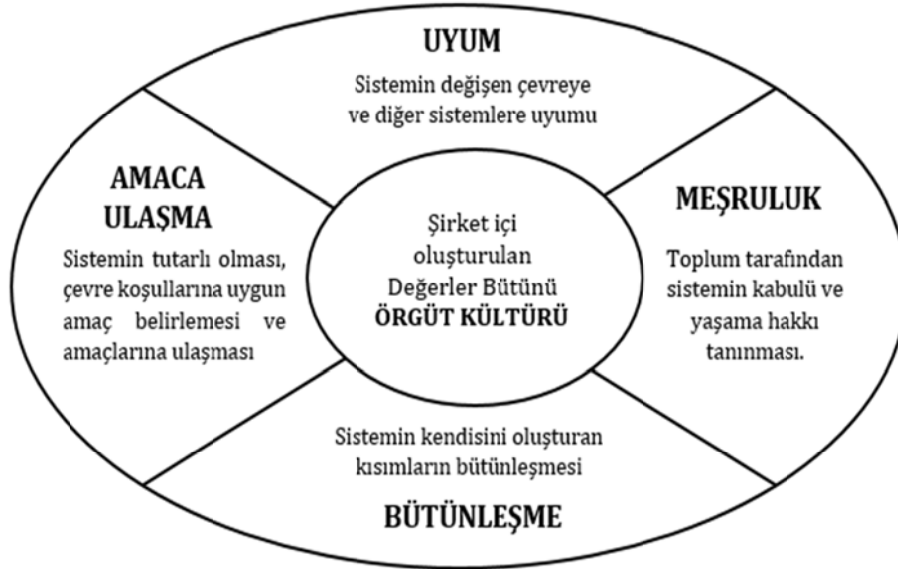 UYUM
Sistemin değişen çevreye
ve diğer sistemlere uyumu
AMACA
ULAŞMA
Sistemin tutarlı olması,
çevre koşullarına uygun
amaç belirlemesi ve
amaçlarına ulaşması
Şirket içi
oluşturulan
Değerler Bütünü
ÖRGÜT KÜLTÜRÜ
MEŞRULUK
Toplum tarafından
sistemin kabulü ve
yaşama hakkı
tanınması.
Sistemin kendisini oluşturan
kısımların bütünleşmesi
BÜTÜNLEŞME